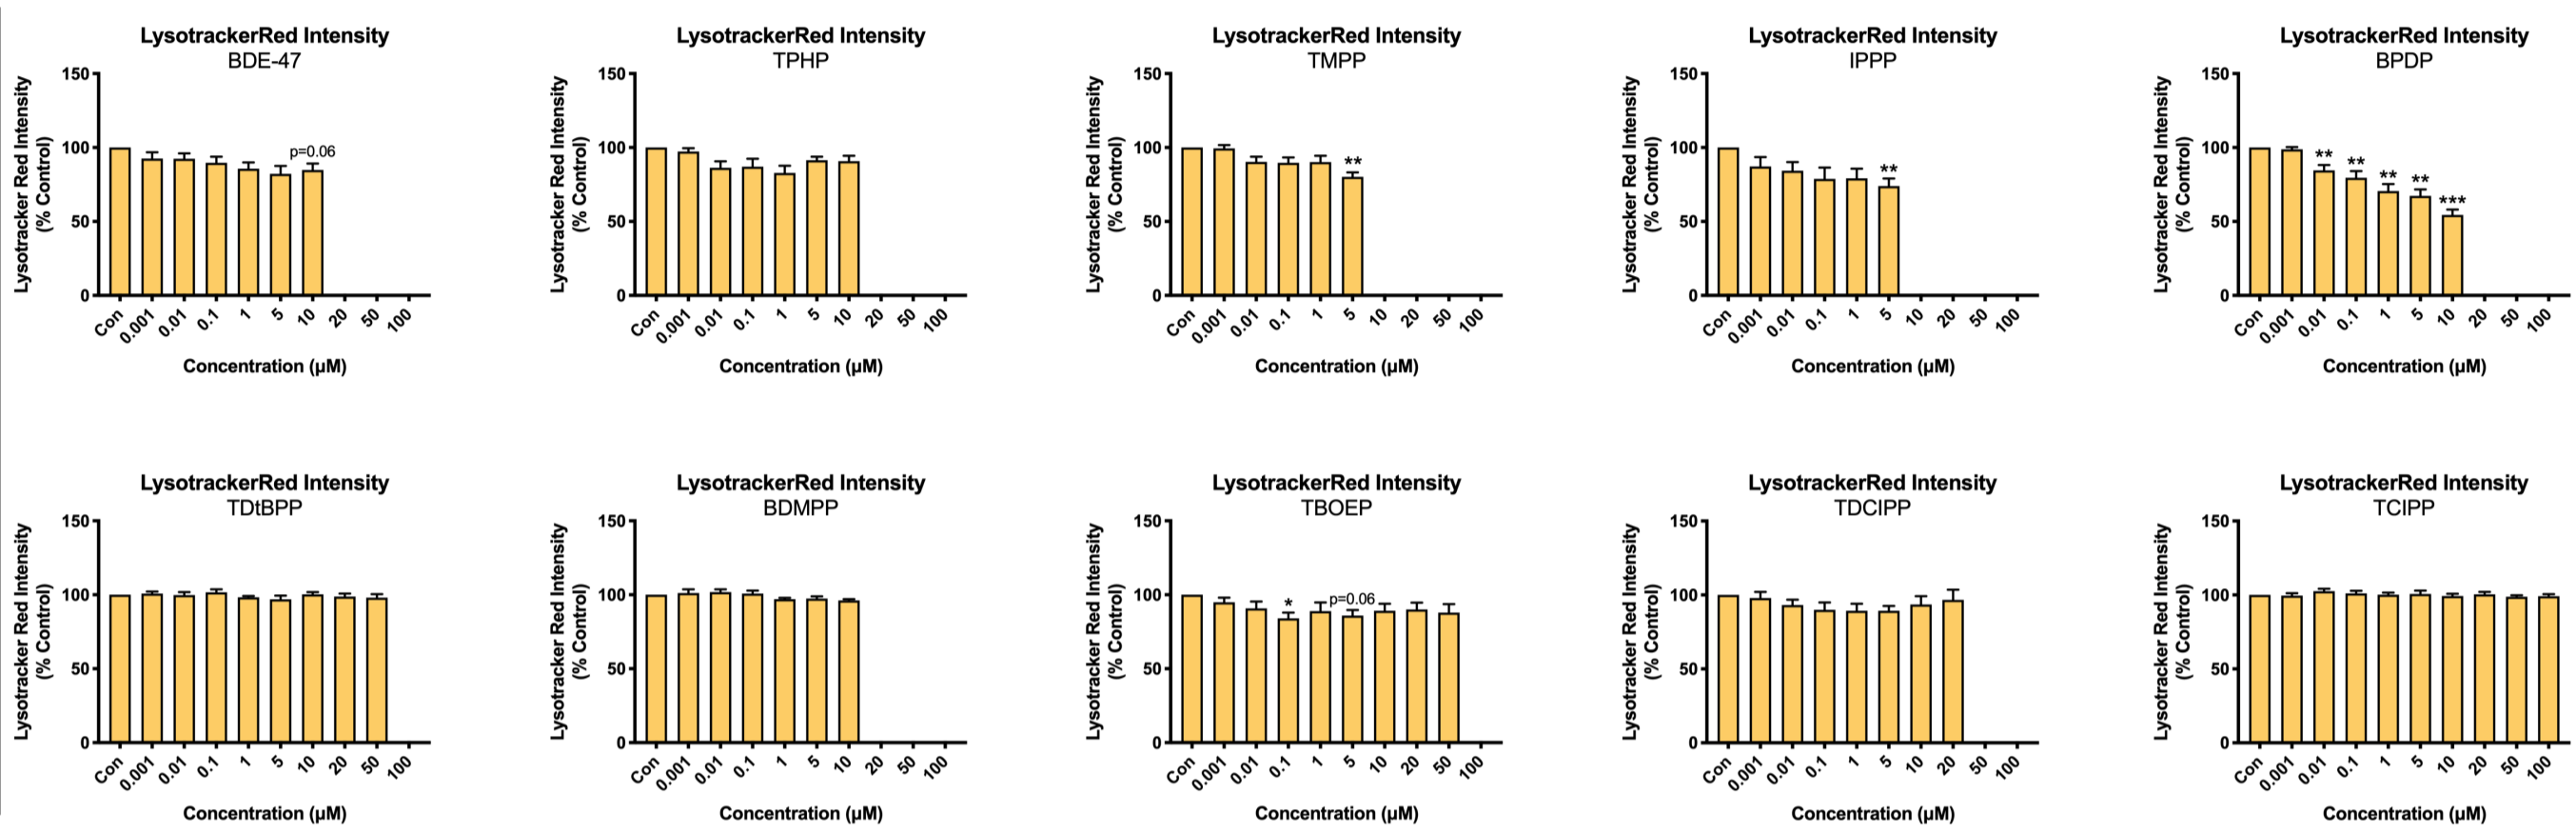 LysotrackerRed Intensity
BDE-47
Lysotracker Red Intensity
(% Control)
150
100
50
0
p=0.06
Con 0.001 0.01 0.1 1 5 10 20 50 100
Concentration (µM)
LysotrackerRed Intensity
TPHP
Lysotracker Red Intensity
(% Control)
150
100
50
0
Con 0.001 0.01 0.1 1 5 10 20 50 100
Concentration (µM)
LysotrackerRed Intensity
TMPP
Lysotracker Red Intensity
(% Control)
150
100
50
0
**
Con 0.001 0.01 0.1 1 5 10 20 50 100
Concentration (µM)
LysotrackerRed Intensity
IPPP
Lysotracker Red Intensity
(% Control)
150
100
50
0
**
Con 0.001 0.01 0.1 1 5 10 20 50 100
Concentration (µM)
LysotrackerRed Intensity
BPDP
Lysotracker Red Intensity
(% Control)
150
100
50
0
** ** ** ** ***
Con 0.001 0.01 0.1 1 5 10 20 50 100
Concentration (µM)
LysotrackerRed Intensity
TDtBPP
Lysotracker Red Intensity
(% Control)
150
100
50
0
Con 0.001 0.01 0.1 1 5 10 20 50 100
Concentration (µM)
LysotrackerRed Intensity
BDMPP
Lysotracker Red Intensity
(% Control)
150
100
50
0
Con 0.001 0.01 0.1 1 5 10 20 50 100
Concentration (µM)
LysotrackerRed Intensity
TBOEP
Lysotracker Red Intensity
(% Control)
150
100
50
0
* p=0.06
Con 0.001 0.01 0.1 1 5 10 20 50 100
Concentration (µM)
LysotrackerRed Intensity
TDCIPP
Lysotracker Red Intensity
(% Control)
150
100
50
0
Con 0.001 0.01 0.1 1 5 10 20 50 100
Concentration (µM)
LysotrackerRed Intensity
TCIPP
Lysotracker Red Intensity
(% Control)
150
100
50
0
Con 0.001 0.01 0.1 1 5 10 20 50 100
Concentration (µM)